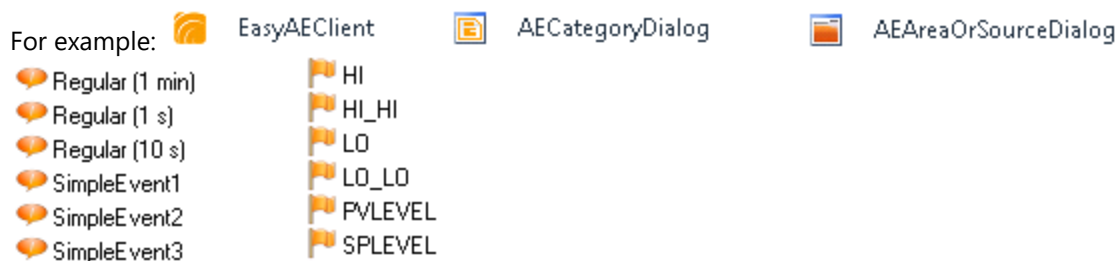 For example: EasyAEClient AECategoryDialog AEAreaOrSourceDialog
Regular (1 min) HI
Regular (1 s) HI_HI
Regular (10 s) LO
SimpleEvent1 LO_LO
SimpleEvent2 PVLEVEL
SimpleEvent3 SPLEVEL